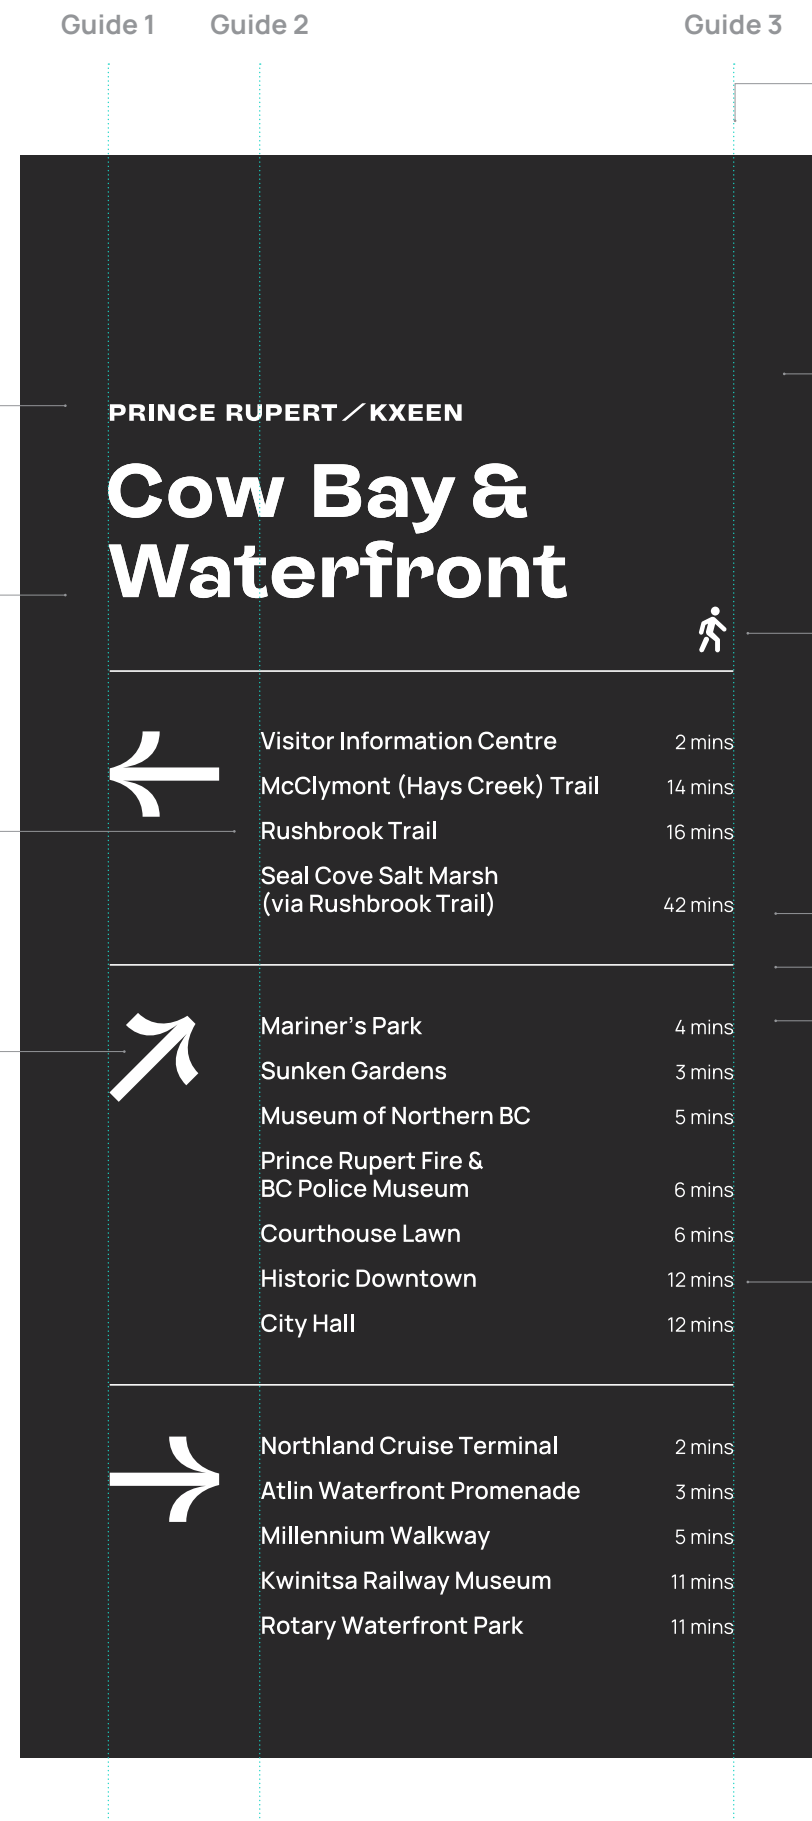 Guide 1 Guide 2 Guide 3
PRINCE RUPERT / KXEEN
Cow Bay &
Waterfront
Visitor Information Centre 2 mins
McClymont (Hays Creek) Trail 14 mins
Rushbrook Trail 16 mins
Seal Cove Salt Marsh
(via Rushbrook Trail) 42 mins
Mariner's Park 4 mins
Sunken Gardens 3 mins
Museum of Northern BC 5 mins
Prince Rupert Fire &
BC Police Museum 6 mins
Courthouse Lawn 6 mins
Historic Downtown 12 mins
City Hall 12 mins
Northland Cruise Terminal 2 mins
Atlin Waterfront Promenade 3 mins
Millennium Walkway 5 mins
Kwinitsa Railway Museum 11 mins
Rotary Waterfront Park 11 mins